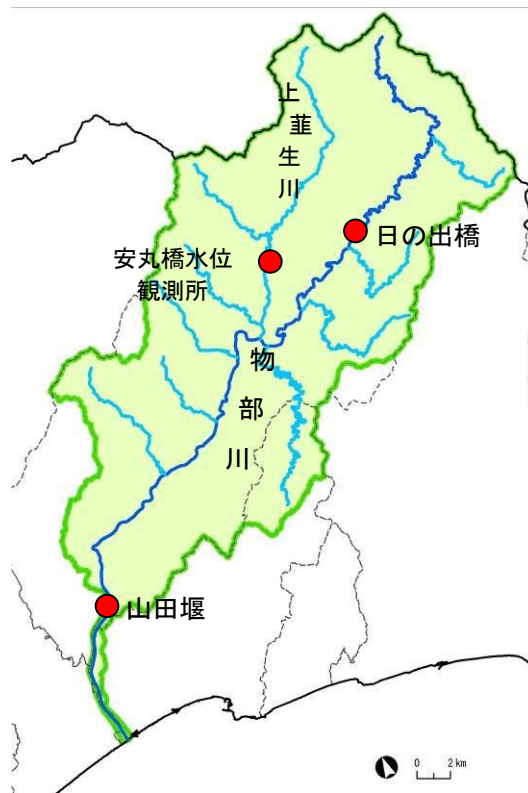 上韮生川
日の出橋
安丸橋水位
観測所
物部川
山田堰
0 2 km